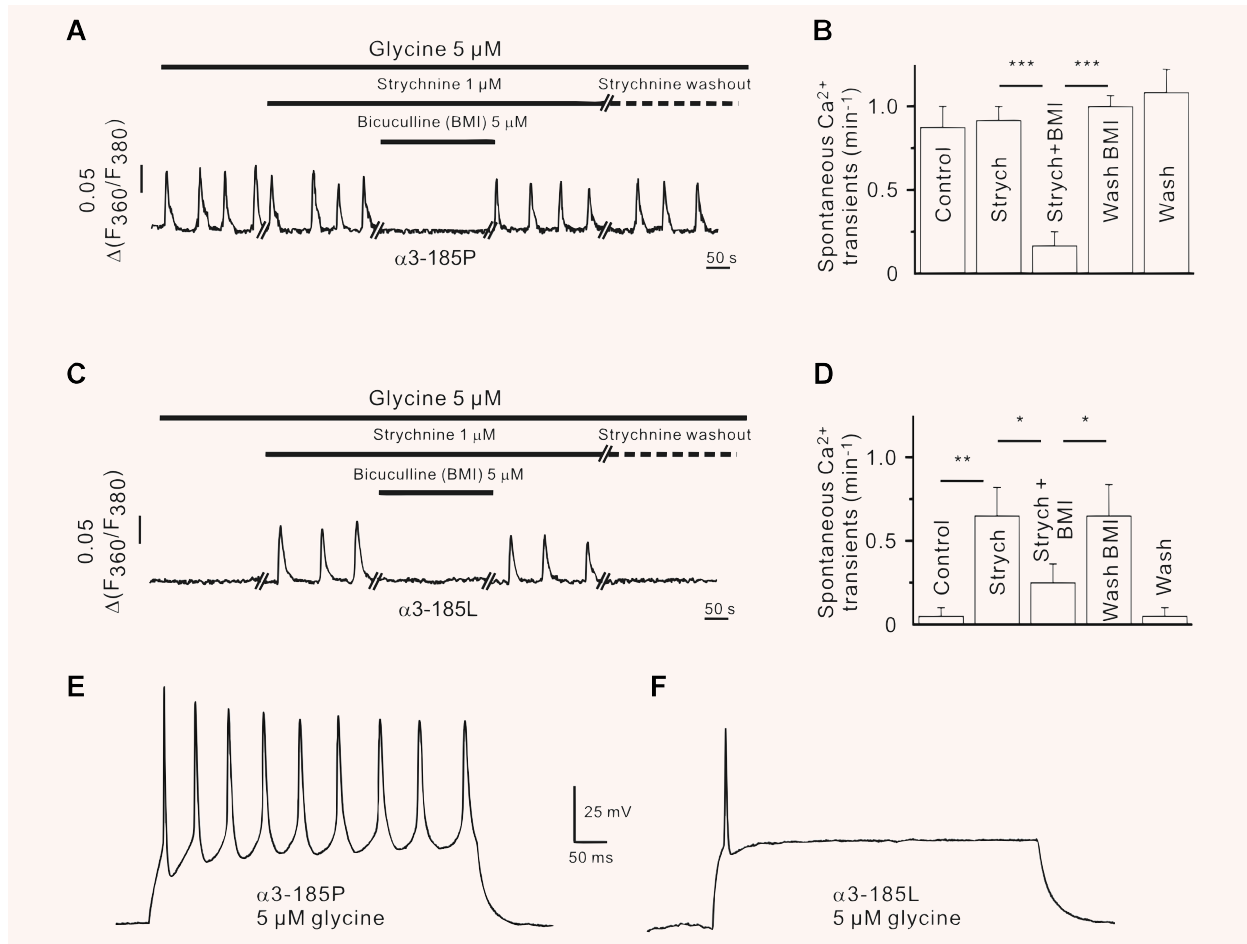 A
Glycine 5 µM
Strychnine 1 µM
Strychnine washout
Bicuculline (BMI) 5 µM
0.05
Δ(F360/F380)
α3-185P
50 s
B
Spontaneous Ca2+
transients (min-1)
1.0
0.5
0
*** ***
Control
Strych
Strych+BMI
Wash BMI
Wash
C
Glycine 5 µM
Strychnine 1 µM
Strychnine washout
Bicuculline (BMI) 5 µM
0.05
Δ(F360/F380)
α3-185L
50 s
D
Spontaneous Ca2+
transients (min-1)
1.0
0.5
0
**
* *
Control
Strych
Strych +
BMI
Wash BMI
Wash
E
25 mV
50 ms
α3-185P
5 µM glycine
F
α3-185L
5 µM glycine